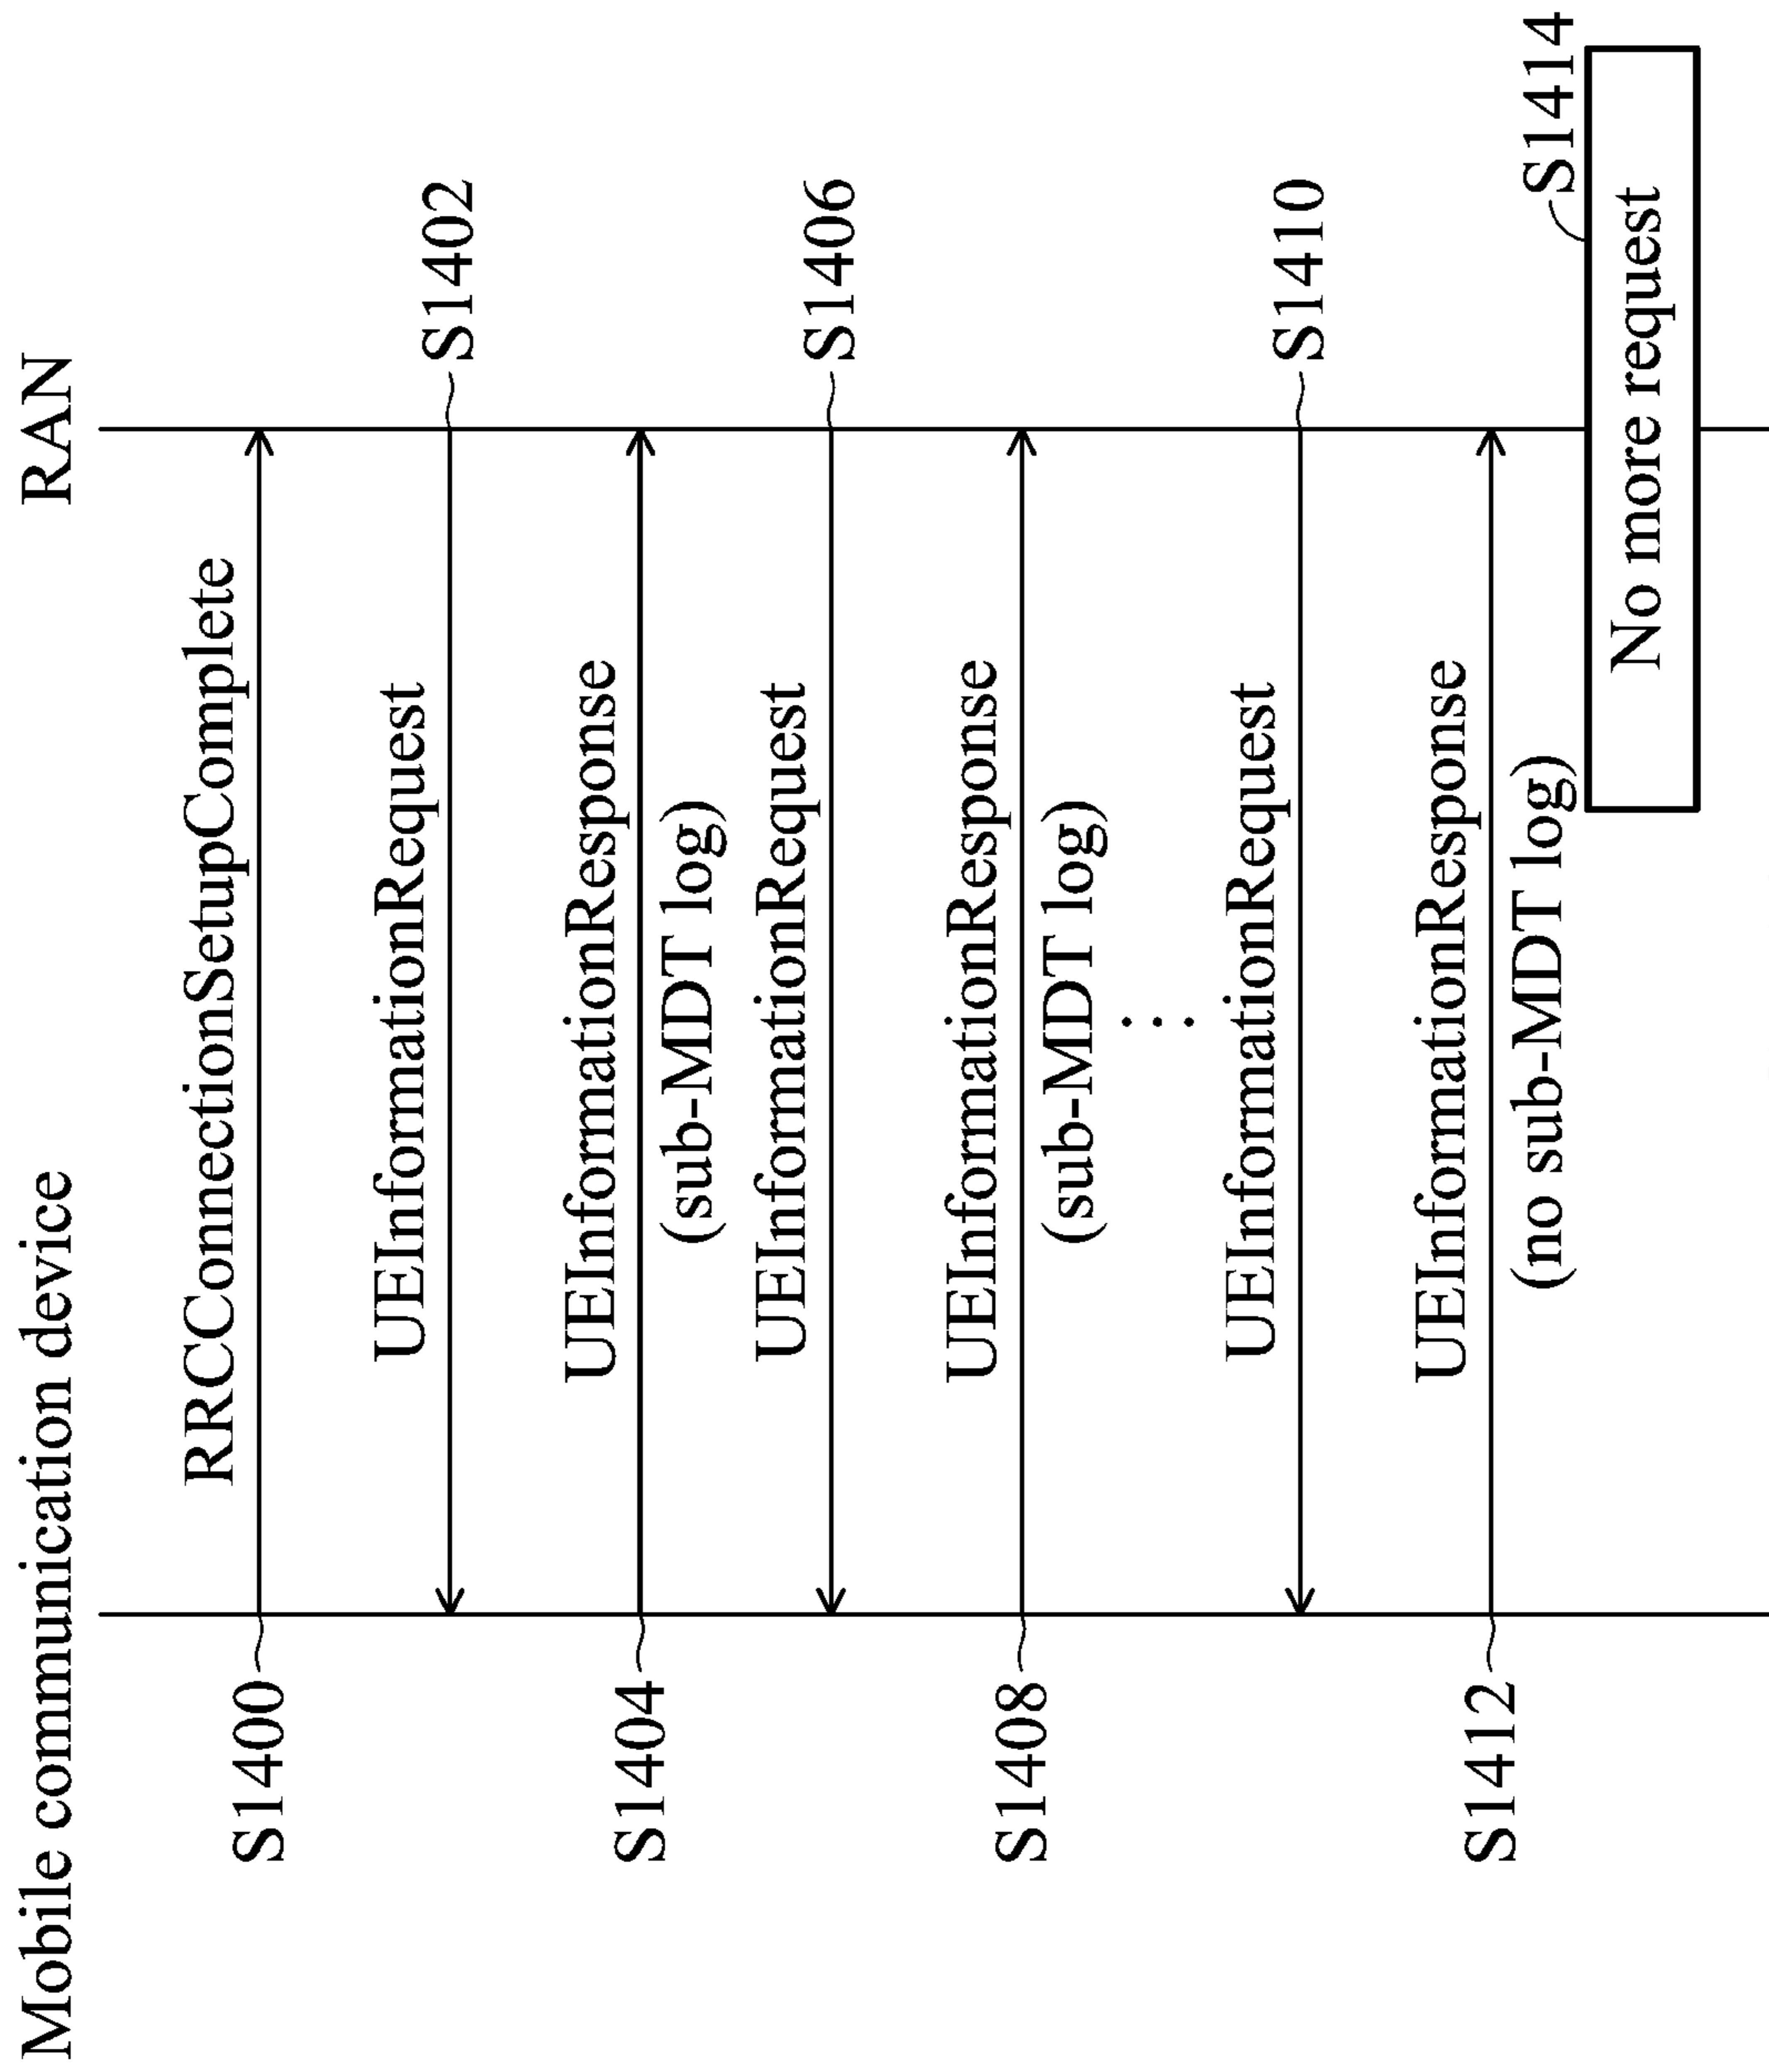 Mobile communication device
RAN
RRCConnectionSetupComplete
S1400
UEInformationRequest
S1402
UEInformationResponse
S1404
(sub-MDT log)
UEInformationRequest
S1406
UEInformationResponse
S1408
(sub-MDT log)
...
UEInformationRequest
S1410
UEInformationResponse
S1412
(no sub-MDT log)
S1414
No more request